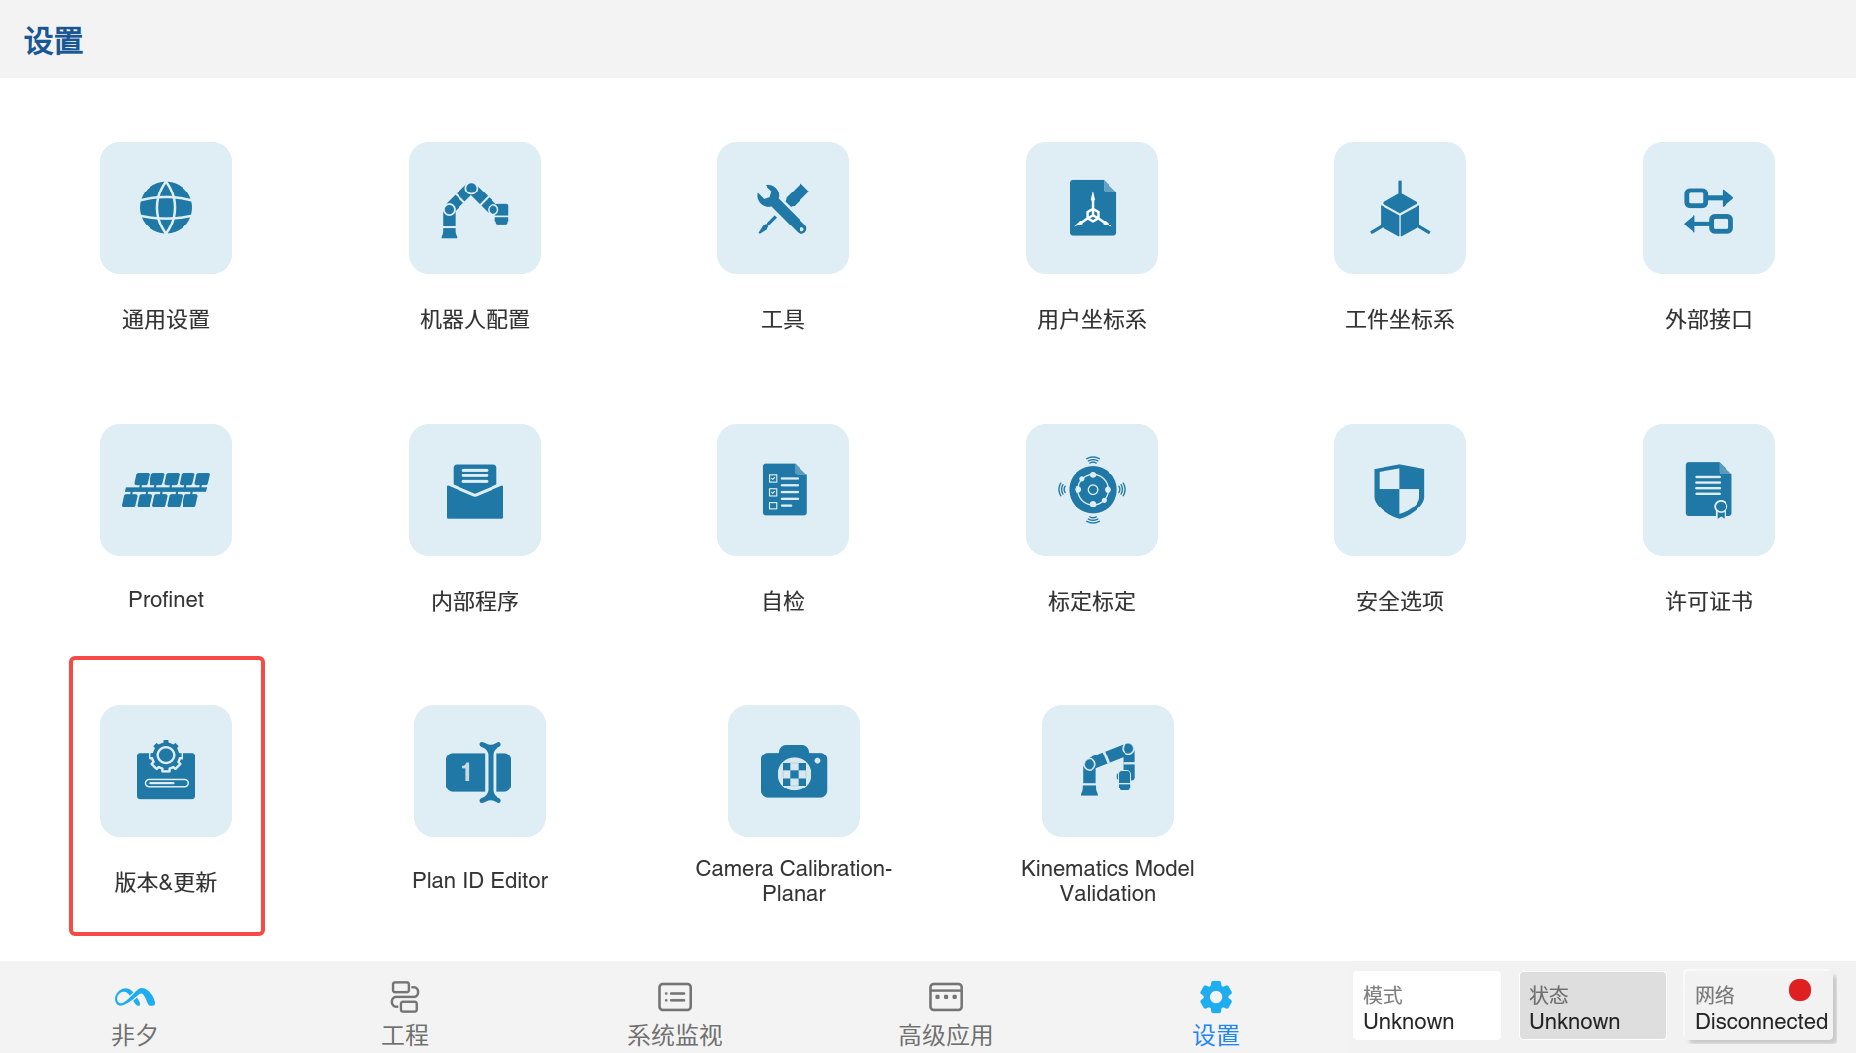 设置
通用设置
机器人配置
工具
用户坐标系
工件坐标系
外部接口
Profinet
内部程序
自检
标定标定
安全选项
许可证书
版本&更新
1
Plan ID Editor
Camera Calibration-
Planar
Kinematics Model
Validation
非夕
工程
系统监视
高级应用
设置
模式
Unknown
状态
Unknown
网络
Disconnected